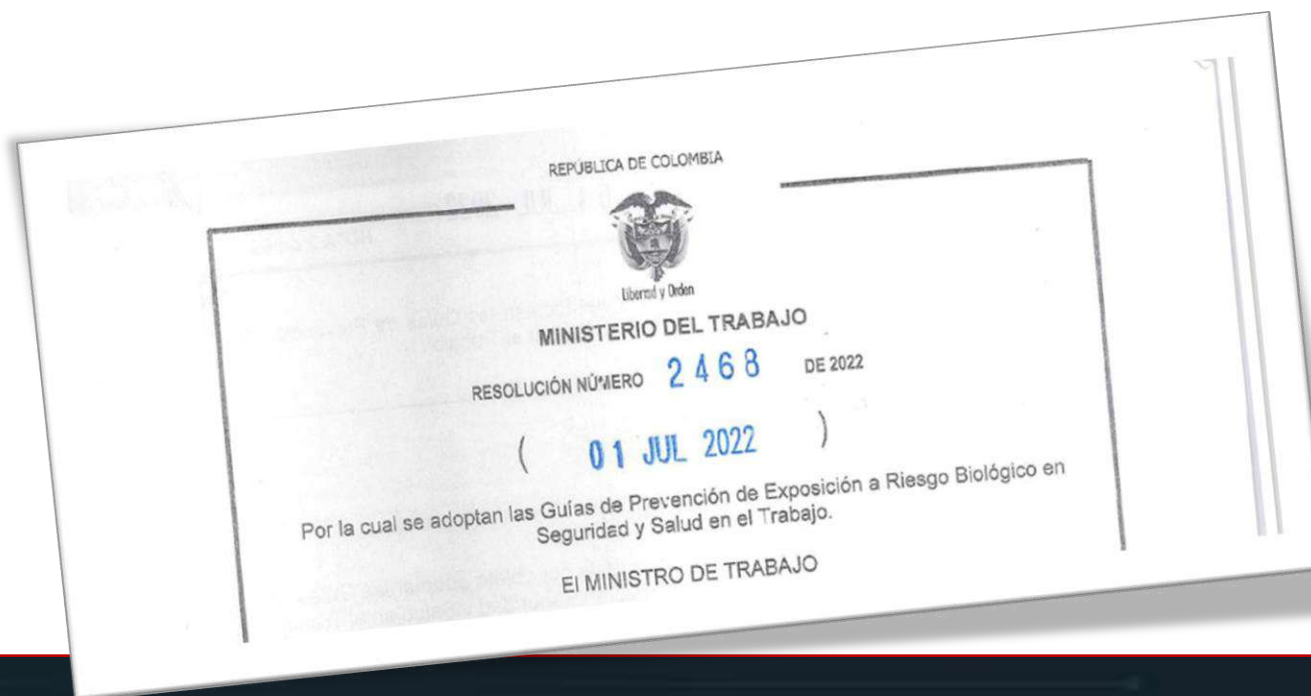 REPÚBLICA DE COLOMBIA
Libertad y Orden
MINISTERIO DEL TRABAJO
RESOLUCIÓN NÚMERO 2468 DE 2022
( 01 JUL 2022 )
Por la cual se adoptan las Guías de Prevención de Exposición a Riesgo Biológico en
Seguridad y Salud en el Trabajo.
El MINISTRO DE TRABAJO